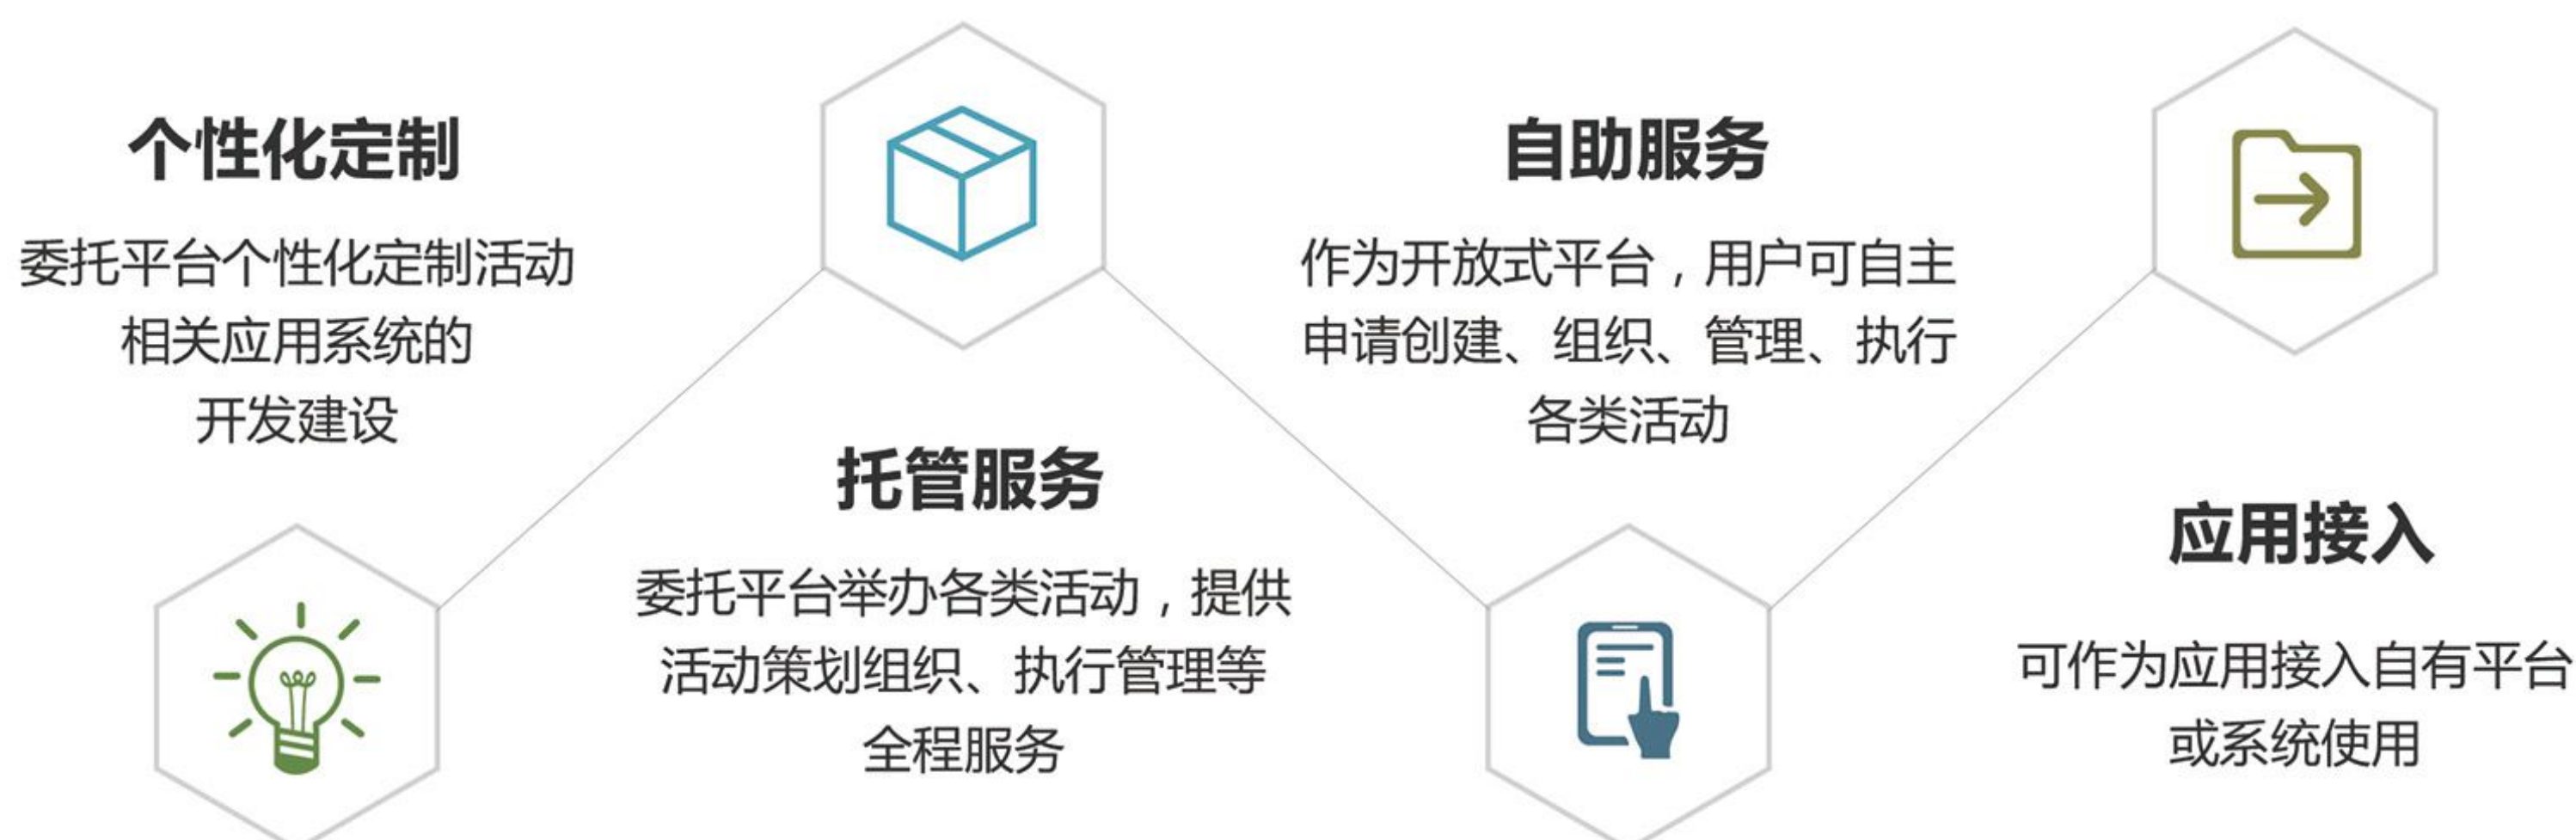 个性化定制
委托平台个性化定制活动
相关应用系统的
开发建设
托管服务
委托平台举办各类活动，提供
活动策划组织、执行管理等
全程服务
自助服务
作为开放式平台，用户可自主
申请创建、组织、管理、执行
各类活动
应用接入
可作为应用接入自有平台
或系统使用